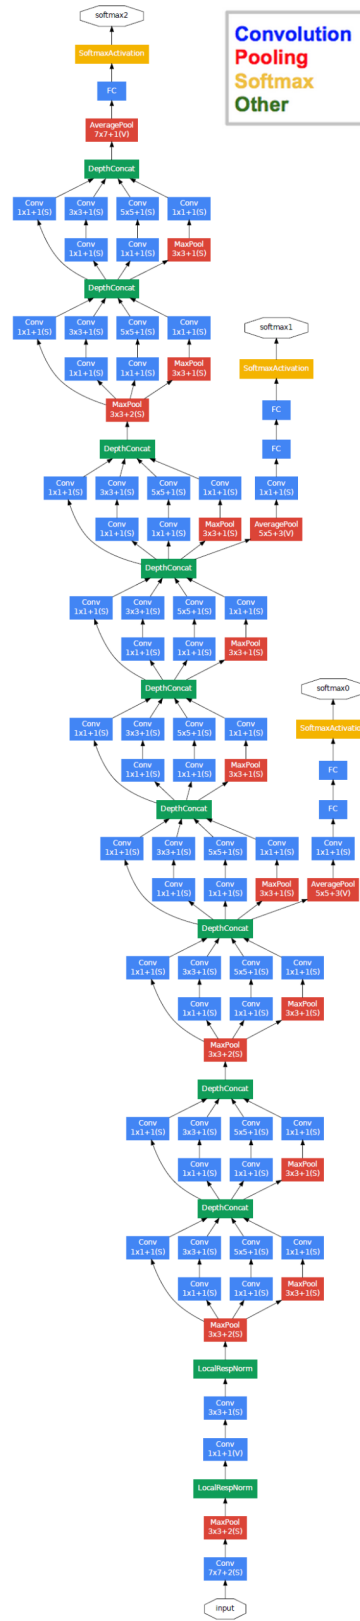 softmax2
Convolution
Pooling
Softmax
Other
SoftmaxActivation
FC
AveragePool
7x7+1(V)
DepthConcat
Conv
1x1+1(S)
Conv
3x3+1(S)
Conv
5x5+1(S)
Conv
1x1+1(S)
Conv
1x1+1(S)
Conv
1x1+1(S)
MaxPool
3x3+1(S)
DepthConcat
Conv
1x1+1(S)
Conv
3x3+1(S)
Conv
5x5+1(S)
Conv
1x1+1(S)
softmax1
Conv
1x1+1(S)
Conv
1x1+1(S)
MaxPool
3x3+1(S)
SoftmaxActivation
MaxPool
3x3+2(S)
FC
DepthConcat
FC
Conv
1x1+1(S)
Conv
3x3+1(S)
Conv
5x5+1(S)
Conv
1x1+1(S)
Conv
1x1+1(S)
Conv
1x1+1(S)
Conv
1x1+1(S)
MaxPool
3x3+1(S)
AveragePool
5x5+3(V)
DepthConcat
Conv
1x1+1(S)
Conv
3x3+1(S)
Conv
5x5+1(S)
Conv
1x1+1(S)
Conv
1x1+1(S)
Conv
1x1+1(S)
MaxPool
3x3+1(S)
DepthConcat
softmax0
Conv
1x1+1(S)
Conv
3x3+1(S)
Conv
5x5+1(S)
Conv
1x1+1(S)
SoftmaxActivatio
Conv
1x1+1(S)
Conv
1x1+1(S)
MaxPool
3x3+1(S)
FC
DepthConcat
FC
Conv
1x1+1(S)
Conv
3x3+1(S)
Conv
5x5+1(S)
Conv
1x1+1(S)
Conv
1x1+1(S)
Conv
1x1+1(S)
Conv
1x1+1(S)
MaxPool
3x3+1(S)
AveragePool
5x5+3(V)
DepthConcat
Conv
1x1+1(S)
Conv
3x3+1(S)
Conv
5x5+1(S)
Conv
1x1+1(S)
Conv
1x1+1(S)
Conv
1x1+1(S)
MaxPool
3x3+1(S)
MaxPool
3x3+2(S)
DepthConcat
Conv
1x1+1(S)
Conv
3x3+1(S)
Conv
5x5+1(S)
Conv
1x1+1(S)
Conv
1x1+1(S)
Conv
1x1+1(S)
MaxPool
3x3+1(S)
DepthConcat
Conv
1x1+1(S)
Conv
3x3+1(S)
Conv
5x5+1(S)
Conv
1x1+1(S)
Conv
1x1+1(S)
Conv
1x1+1(S)
MaxPool
3x3+1(S)
MaxPool
3x3+2(S)
LocalRespNorm
Conv
3x3+1(S)
Conv
1x1+1(V)
LocalRespNorm
MaxPool
3x3+2(S)
Conv
7x7+2(S)
input